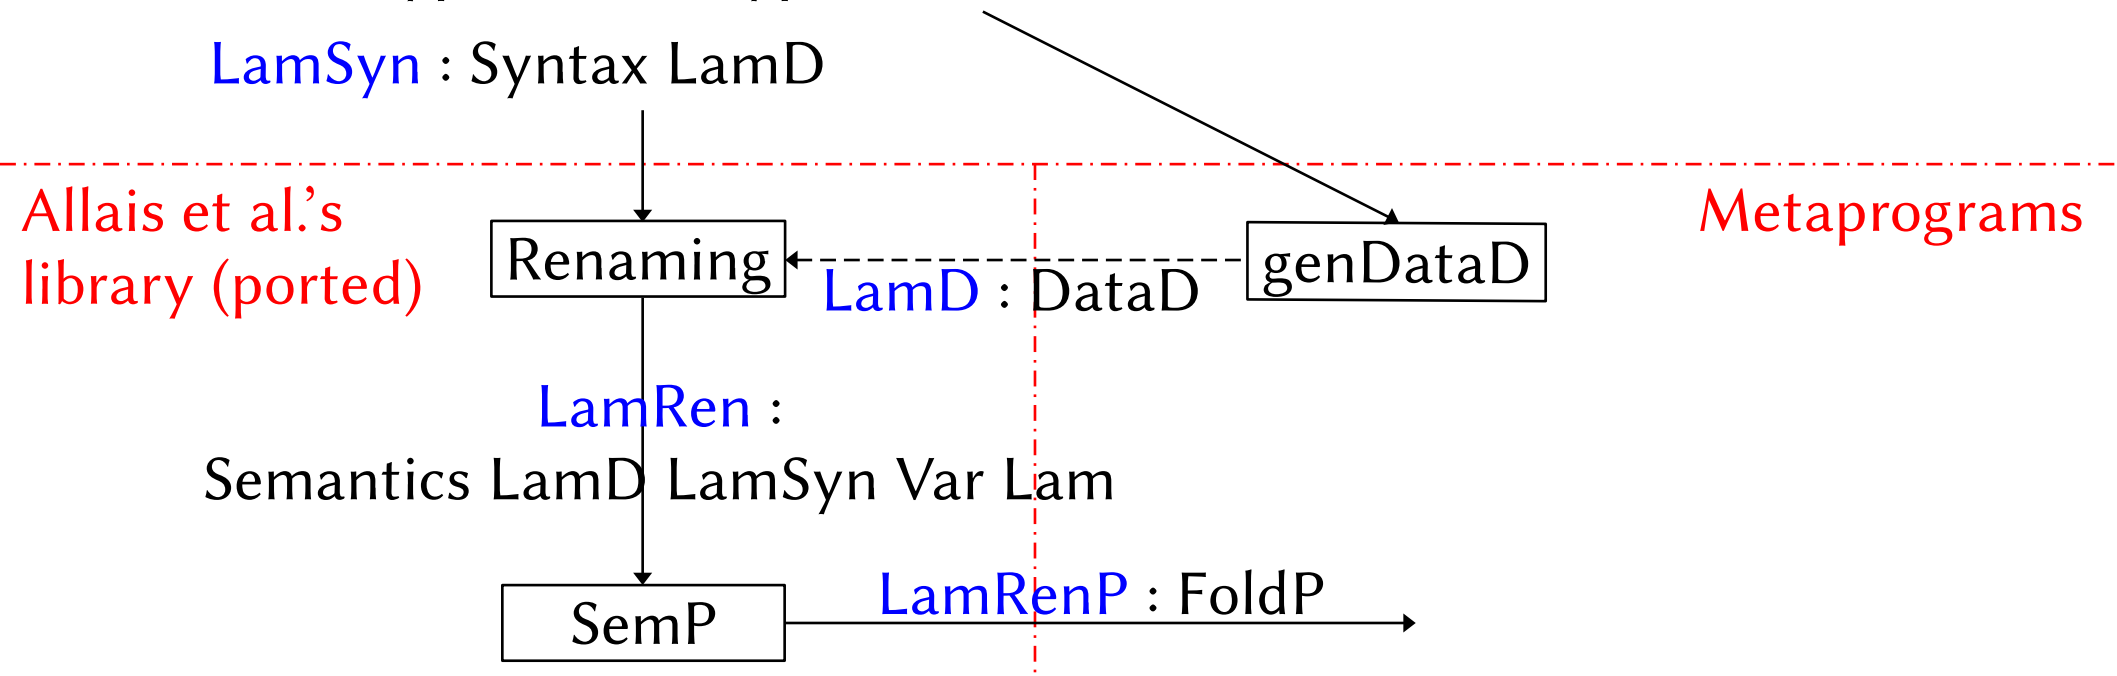 LamSyn : Syntax LamD
Allais et al.’s
library (ported)
Metaprograms
Renaming
genDataD
LamD : DataD
LamRen :
Semantics LamD LamSyn Var Lam
LamRenP : FoldP
SemP